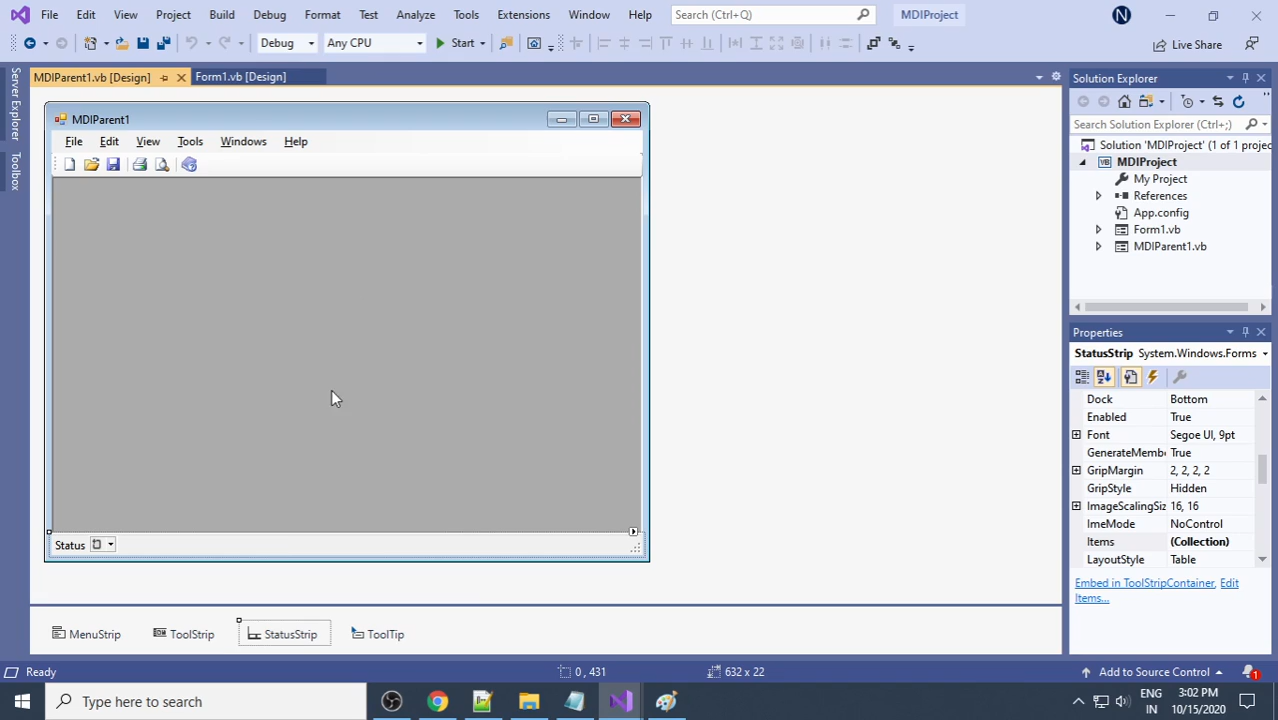 File Edit View Project Build Debug Format Test Analyze Tools Extensions Window Help Search (Ctrl+Q) MDIProject N
Debug Any CPU Start Live Share
MDIParent1.vb [Design] Form1.vb [Design] Solution Explorer
Server Explorer
Toolbox
MDIParent1
File Edit View Tools Windows Help
Status
MenuStrip ToolStrip StatusStrip ToolTip
Search Solution Explorer (Ctrl+;)
Solution 'MDIProject' (1 of 1 projec
VB MDIProject
My Project
References
App.config
Form1.vb
MDIParent1.vb
Properties
StatusStrip System.Windows.Forms
Dock Bottom
Enabled True
Font Segoe UI, 9pt
GenerateMembe True
GripMargin 2, 2, 2, 2
GripStyle Hidden
ImageScalingSiz 16, 16
ImeMode NoControl
Items (Collection)
LayoutStyle Table
Embed in ToolStripContainer, Edit
Items...
Ready 0 , 431 632 x 22 Add to Source Control 1
Type here to search
ENG
IN
3:02 PM
10/15/2020